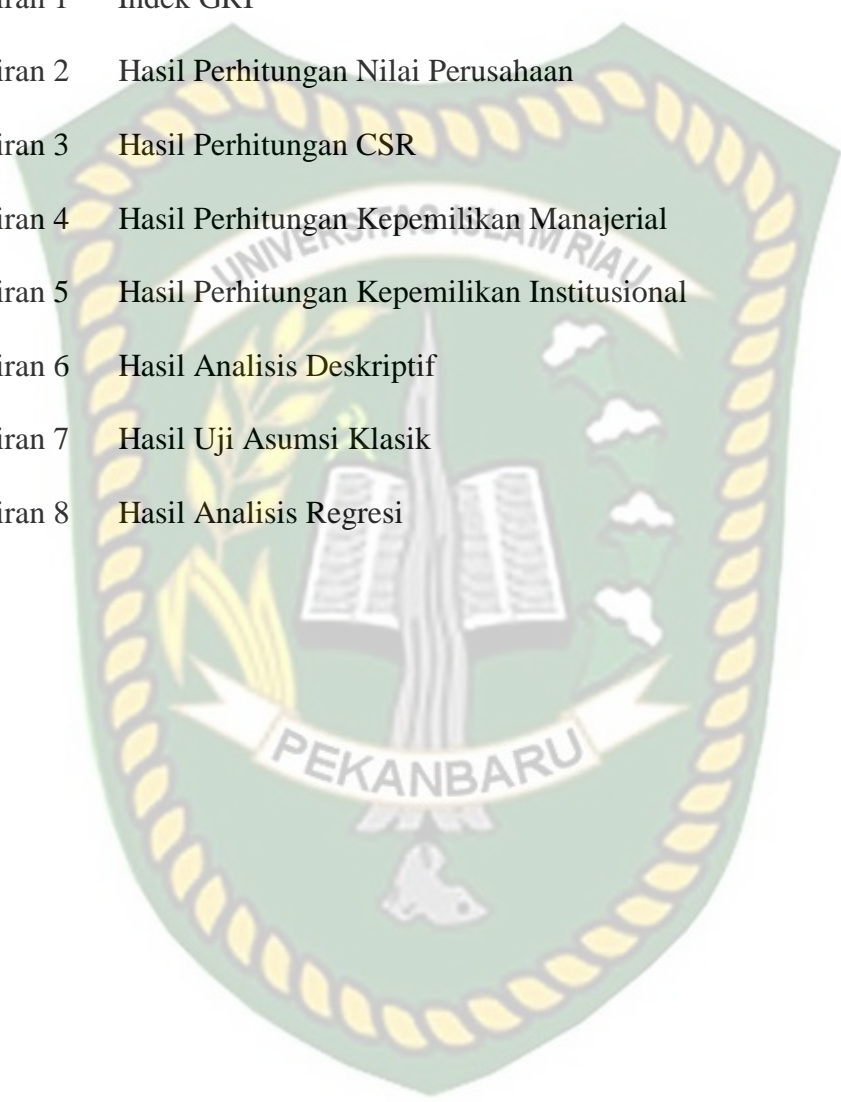 iran 1 Indek GRI
iran 2 Hasil Perhitungan Nilai Perusahaan
iran 3 Hasil Perhitungan CSR
iran 4 Hasil Perhitungan Kepemilikan Manajerial
UNIVERSITAS ISLAM RIAU
iran 5 Hasil Perhitungan Kepemilikan Institusional
iran 6 Hasil Analisis Deskriptif
iran 7 Hasil Uji Asumsi Klasik
iran 8 Hasil Analisis Regresi
PEKANBARU